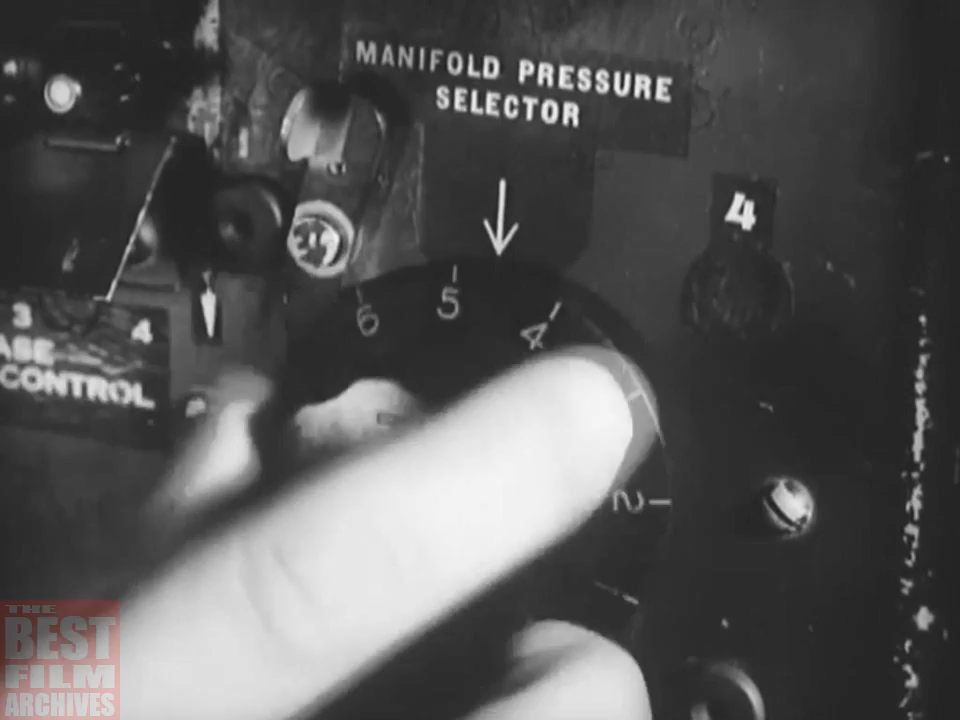 MANIFOLD PRESSURE
SELECTOR
4
6
5
4
2
3
4
CONTROL
THE
BEST
FILM
ARCHIVES